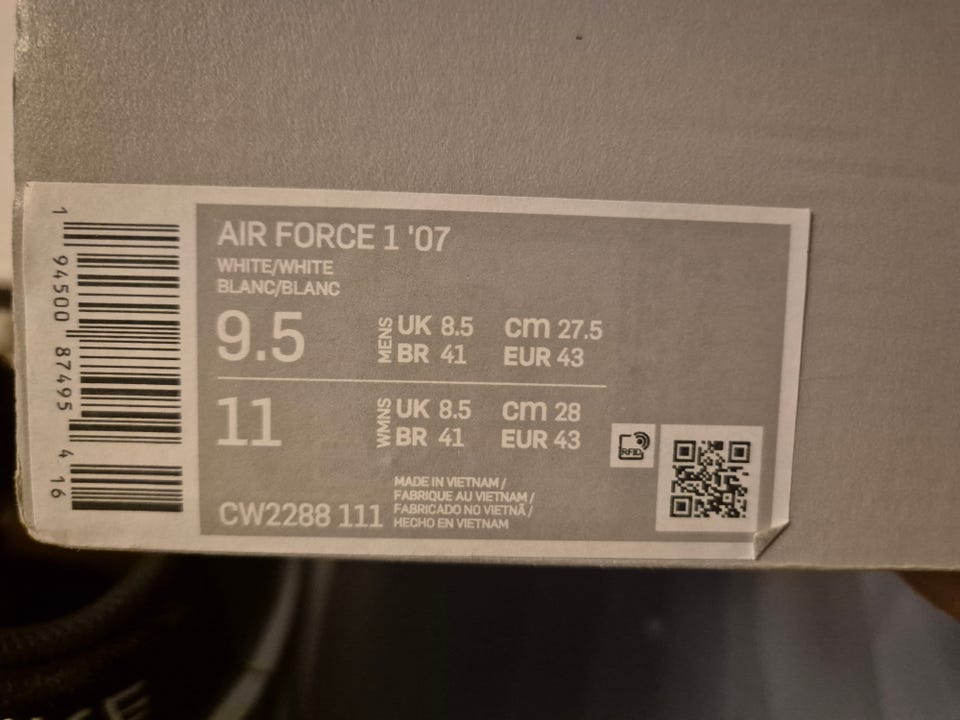 AIR FORCE 1 '07
WHITE/WHITE
BLANC/BLANC
9.5 MENS UK 8.5 cm 27.5
BR 41 EUR 43
11 WMNS UK 8.5 cm 28
BR 41 EUR 43
RFID
MADE IN VIETNAM /
FABRIQUE AU VIETNAM /
FABRICADO NO VIETNÃ /
HECHO EN VIETNAM
CW2288 111
1 94500 87495 4 16